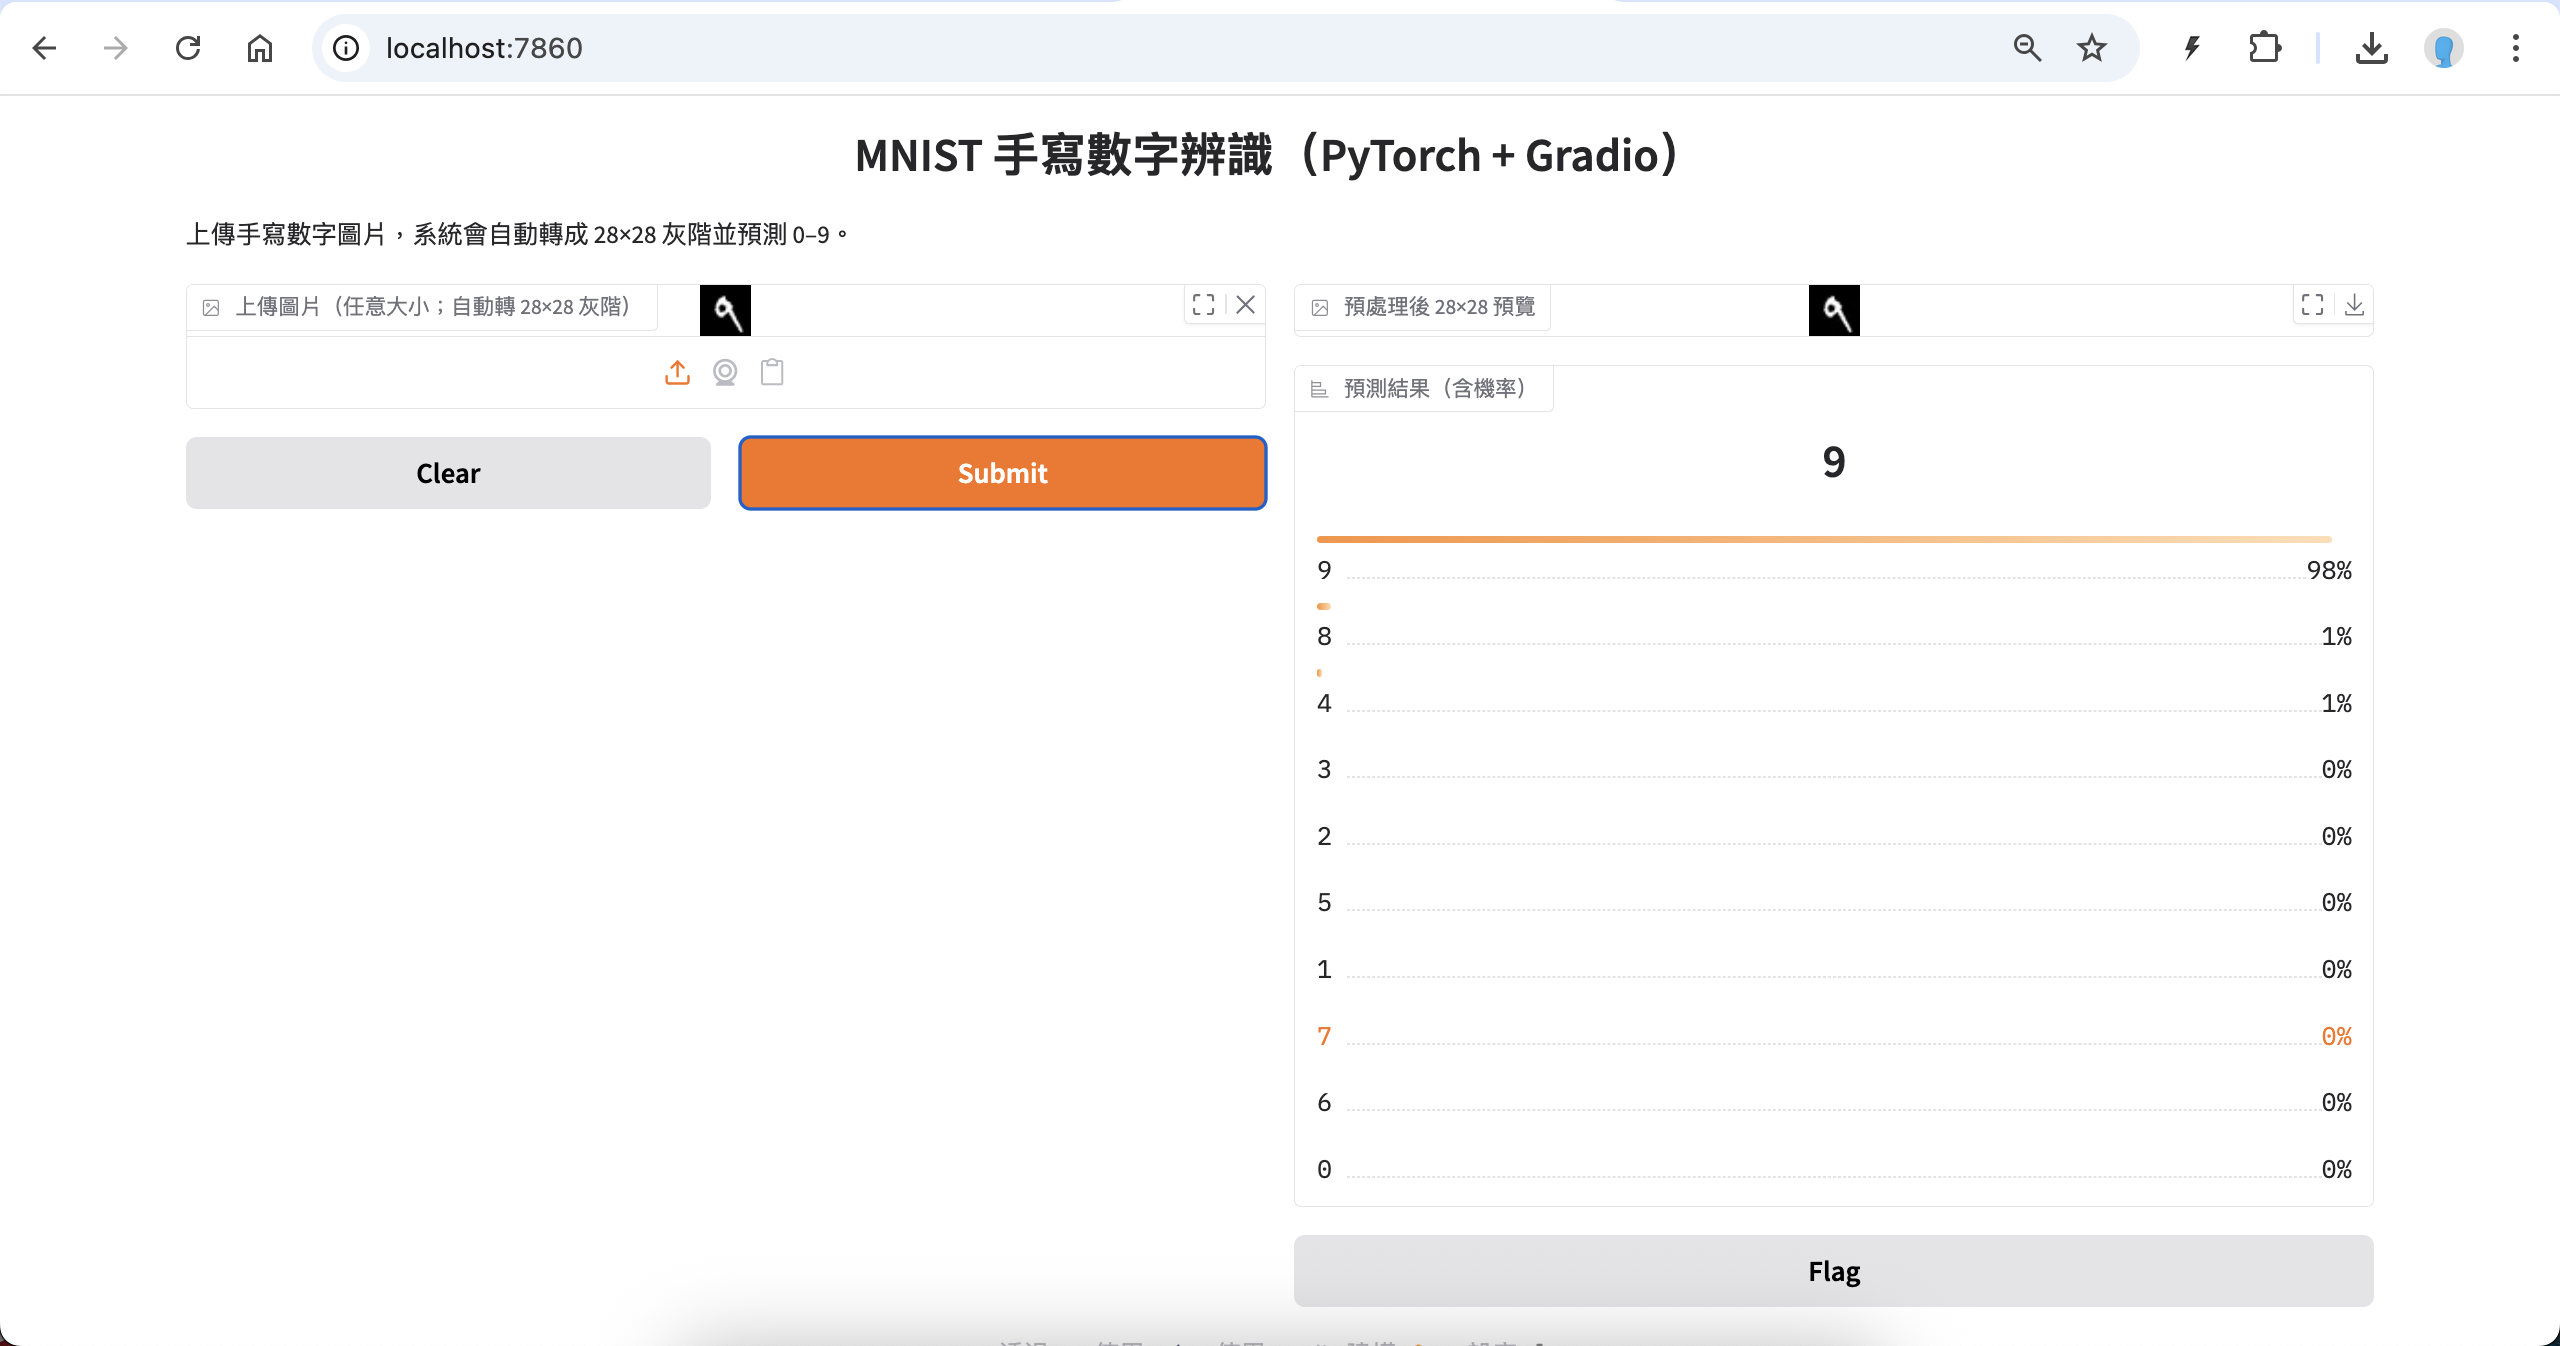 localhost:7860
MNIST 手寫數字辨識（PyTorch + Gradio）
上傳手寫數字圖片，系統會自動轉成 28×28 灰階並預測 0–9。
上傳圖片（任意大小；自動轉 28×28 灰階）
Clear
Submit
預處理後 28×28 預覽
預測結果（含機率）
9
9 98%
8 1%
4 1%
3 0%
2 0%
5 0%
1 0%
7 0%
6 0%
0 0%
Flag